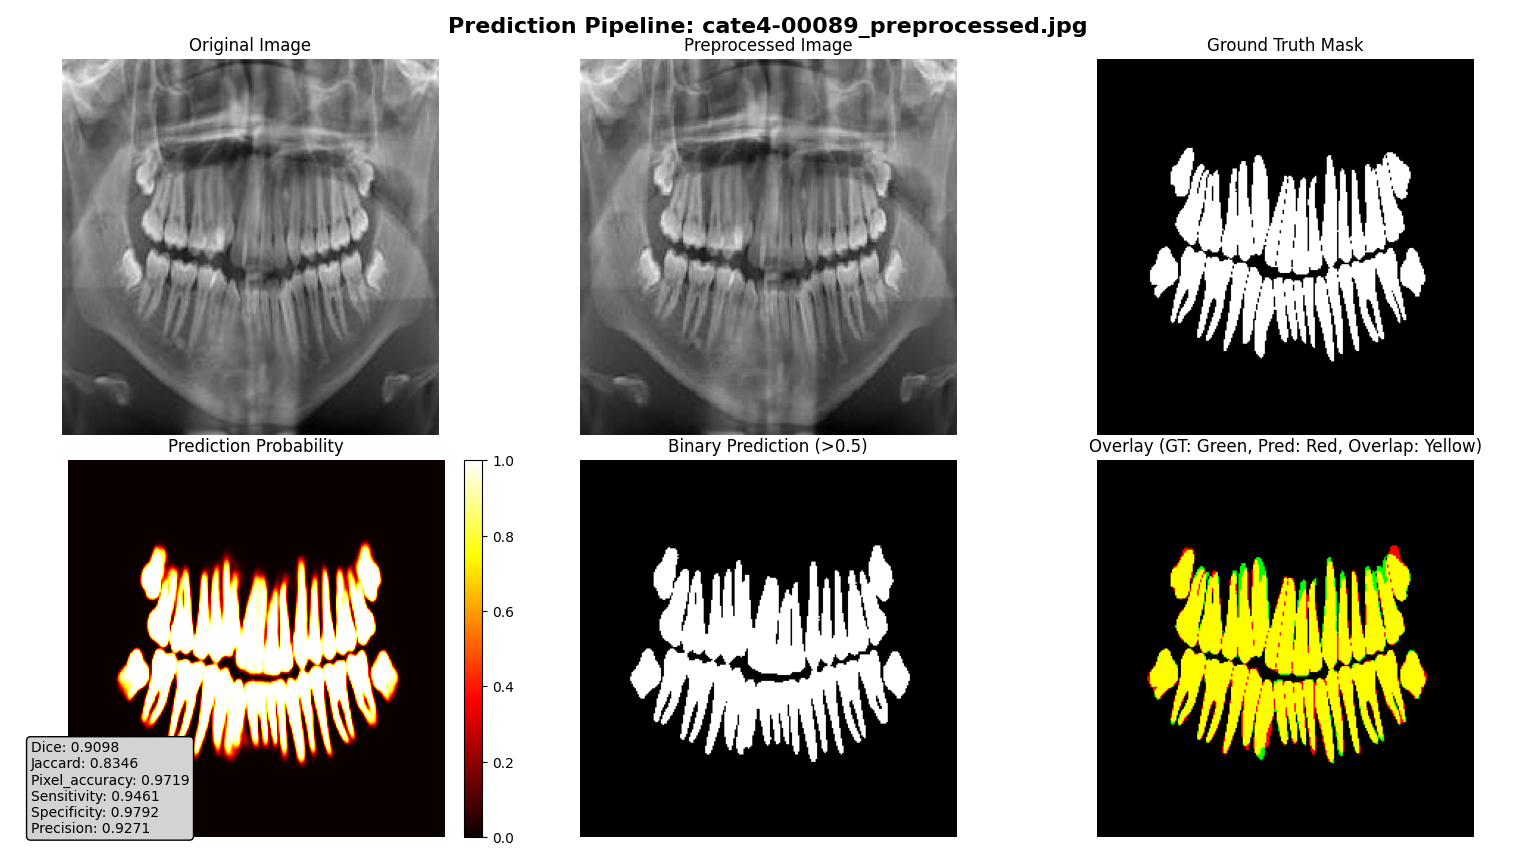 Prediction Pipeline: cate4-00089_preprocessed.jpg
Original Image
Preprocessed Image
Ground Truth Mask
Prediction Probability
Binary Prediction (>0.5)
Overlay (GT: Green, Pred: Red, Overlap: Yellow)
1.0
0.8
0.6
0.4
0.2
0.0
Dice: 0.9098
Jaccard: 0.8346
Pixel_accuracy: 0.9719
Sensitivity: 0.9461
Specificity: 0.9792
Precision: 0.9271